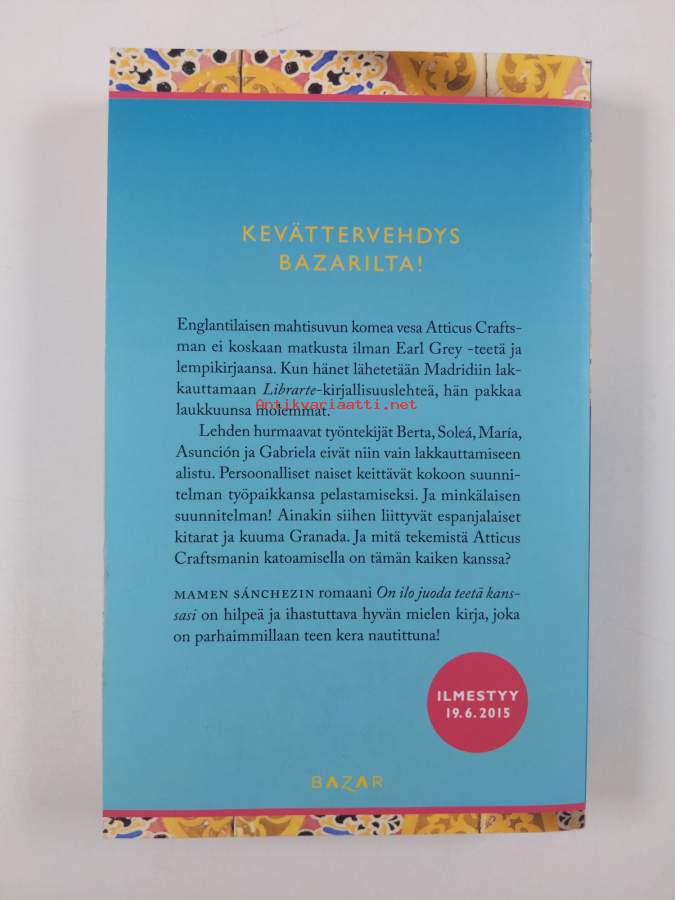 KEVÄTTERVEHDYS
BAZARILTA!
Englantilaisen mahtisuvun komea vesa Atticus Crafts-
man ei koskaan matkusta ilman Earl Grey -teetä ja
lempikirjaansa. Kun hänet lähetetään Madridiin lak-
kauttamaan Librarte-kirjallisuuslehteä, hän pakkaa
laukkuunsa molemmat.
Antikvariaatti.net
Lehden hurmaavat työntekijät Berta, Soleá, María,
Asunción ja Gabriela eivät niin vain lakkauttamiseen
alistu. Persoonalliset naiset keittävät kokoon suunni-
telman työpaikkansa pelastamiseksi. Ja minkälaisen
suunnitelman! Ainakin siihen liittyvät espanjalaiset
kitarat ja kuuma Granada. Ja mitä tekemistä Atticus
Craftsmanin katoamisella on tämän kaiken kanssa?
MAMEN SÁNCHEZIN romaani On ilo juoda teetä kans-
sasi on hilpeä ja ihastuttava hyvän mielen kirja, joka
on parhaimmillaan teen kera nautittuna!
ILMESTYY
19.6.2015
BAZAR